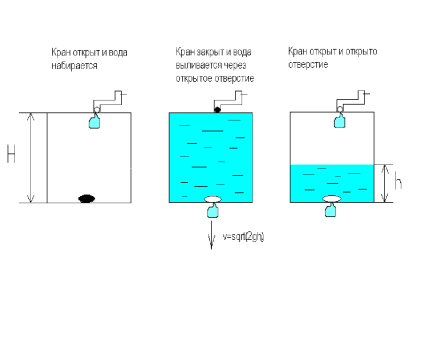 Кран открыт и вода
набирается
Кран закрыт и вода
выливается через
открытое отверстие
Кран открыт и открыто
отверстие
H
h
v=sqrt(2gh)